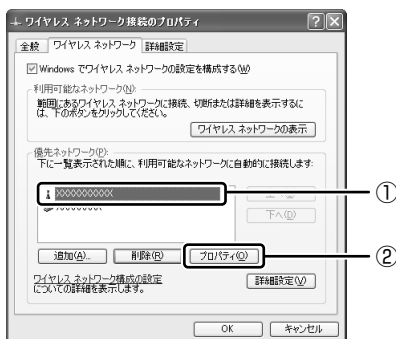 ワイヤレス ネットワーク接続のプロパティ
全般 ワイヤレス ネットワーク 詳細設定
Windows でワイヤレス ネットワークの設定を構成する(W)
利用可能なネットワーク(N):
範囲にあるワイヤレス ネットワークに接続、切断または詳細を表示するに
は、下のボタンをクリックしてください。
ワイヤレス ネットワークの表示
優先ネットワーク(P):
下に一覧表示された順に、利用可能なネットワークに自動的に接続します:
XXXXXXXXXX ①
下へ(D)
追加(A)... 削除(R) プロパティ(O) ②
ワイヤレス ネットワーク構成の設定
についての詳細を表示します。
詳細設定(V)
OK キャンセル